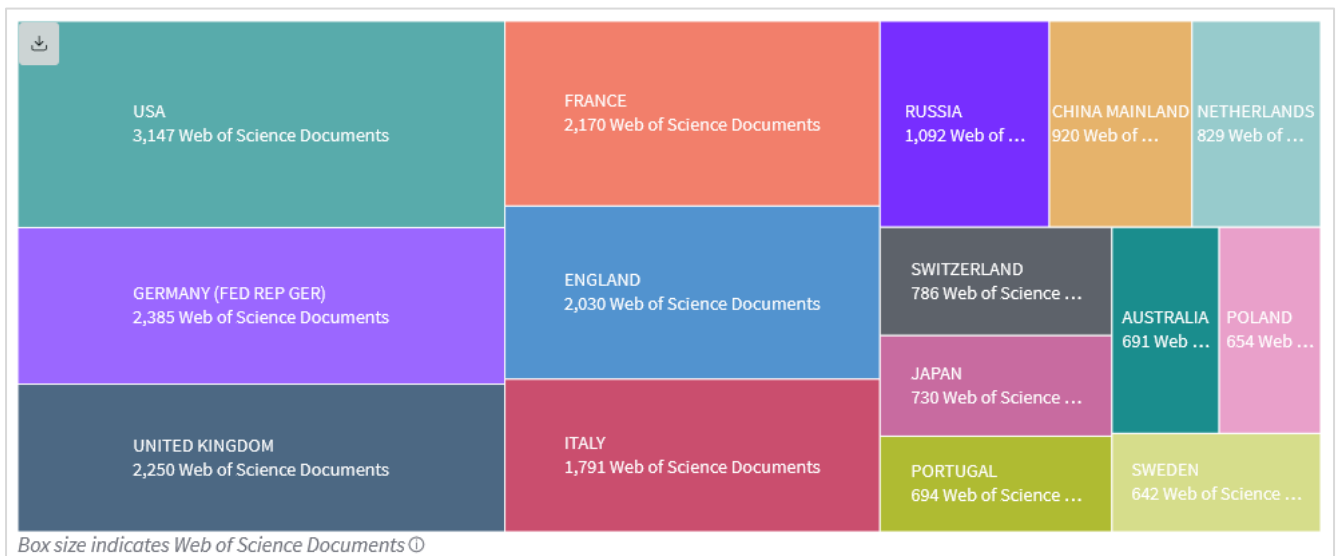 USA
3,147 Web of Science Documents
GERMANY (FED REP GER)
2,385 Web of Science Documents
UNITED KINGDOM
2,250 Web of Science Documents
FRANCE
2,170 Web of Science Documents
ENGLAND
2,030 Web of Science Documents
ITALY
1,791 Web of Science Documents
RUSSIA
1,092 Web of ...
CHINA MAINLAND
920 Web of ...
NETHERLANDS
829 Web of ...
SWITZERLAND
786 Web of Science ...
JAPAN
730 Web of Science ...
PORTUGAL
694 Web of Science ...
AUSTRALIA
691 Web ...
POLAND
654 Web ...
SWEDEN
642 Web of Science ...
Box size indicates Web of Science Documents ⓘ